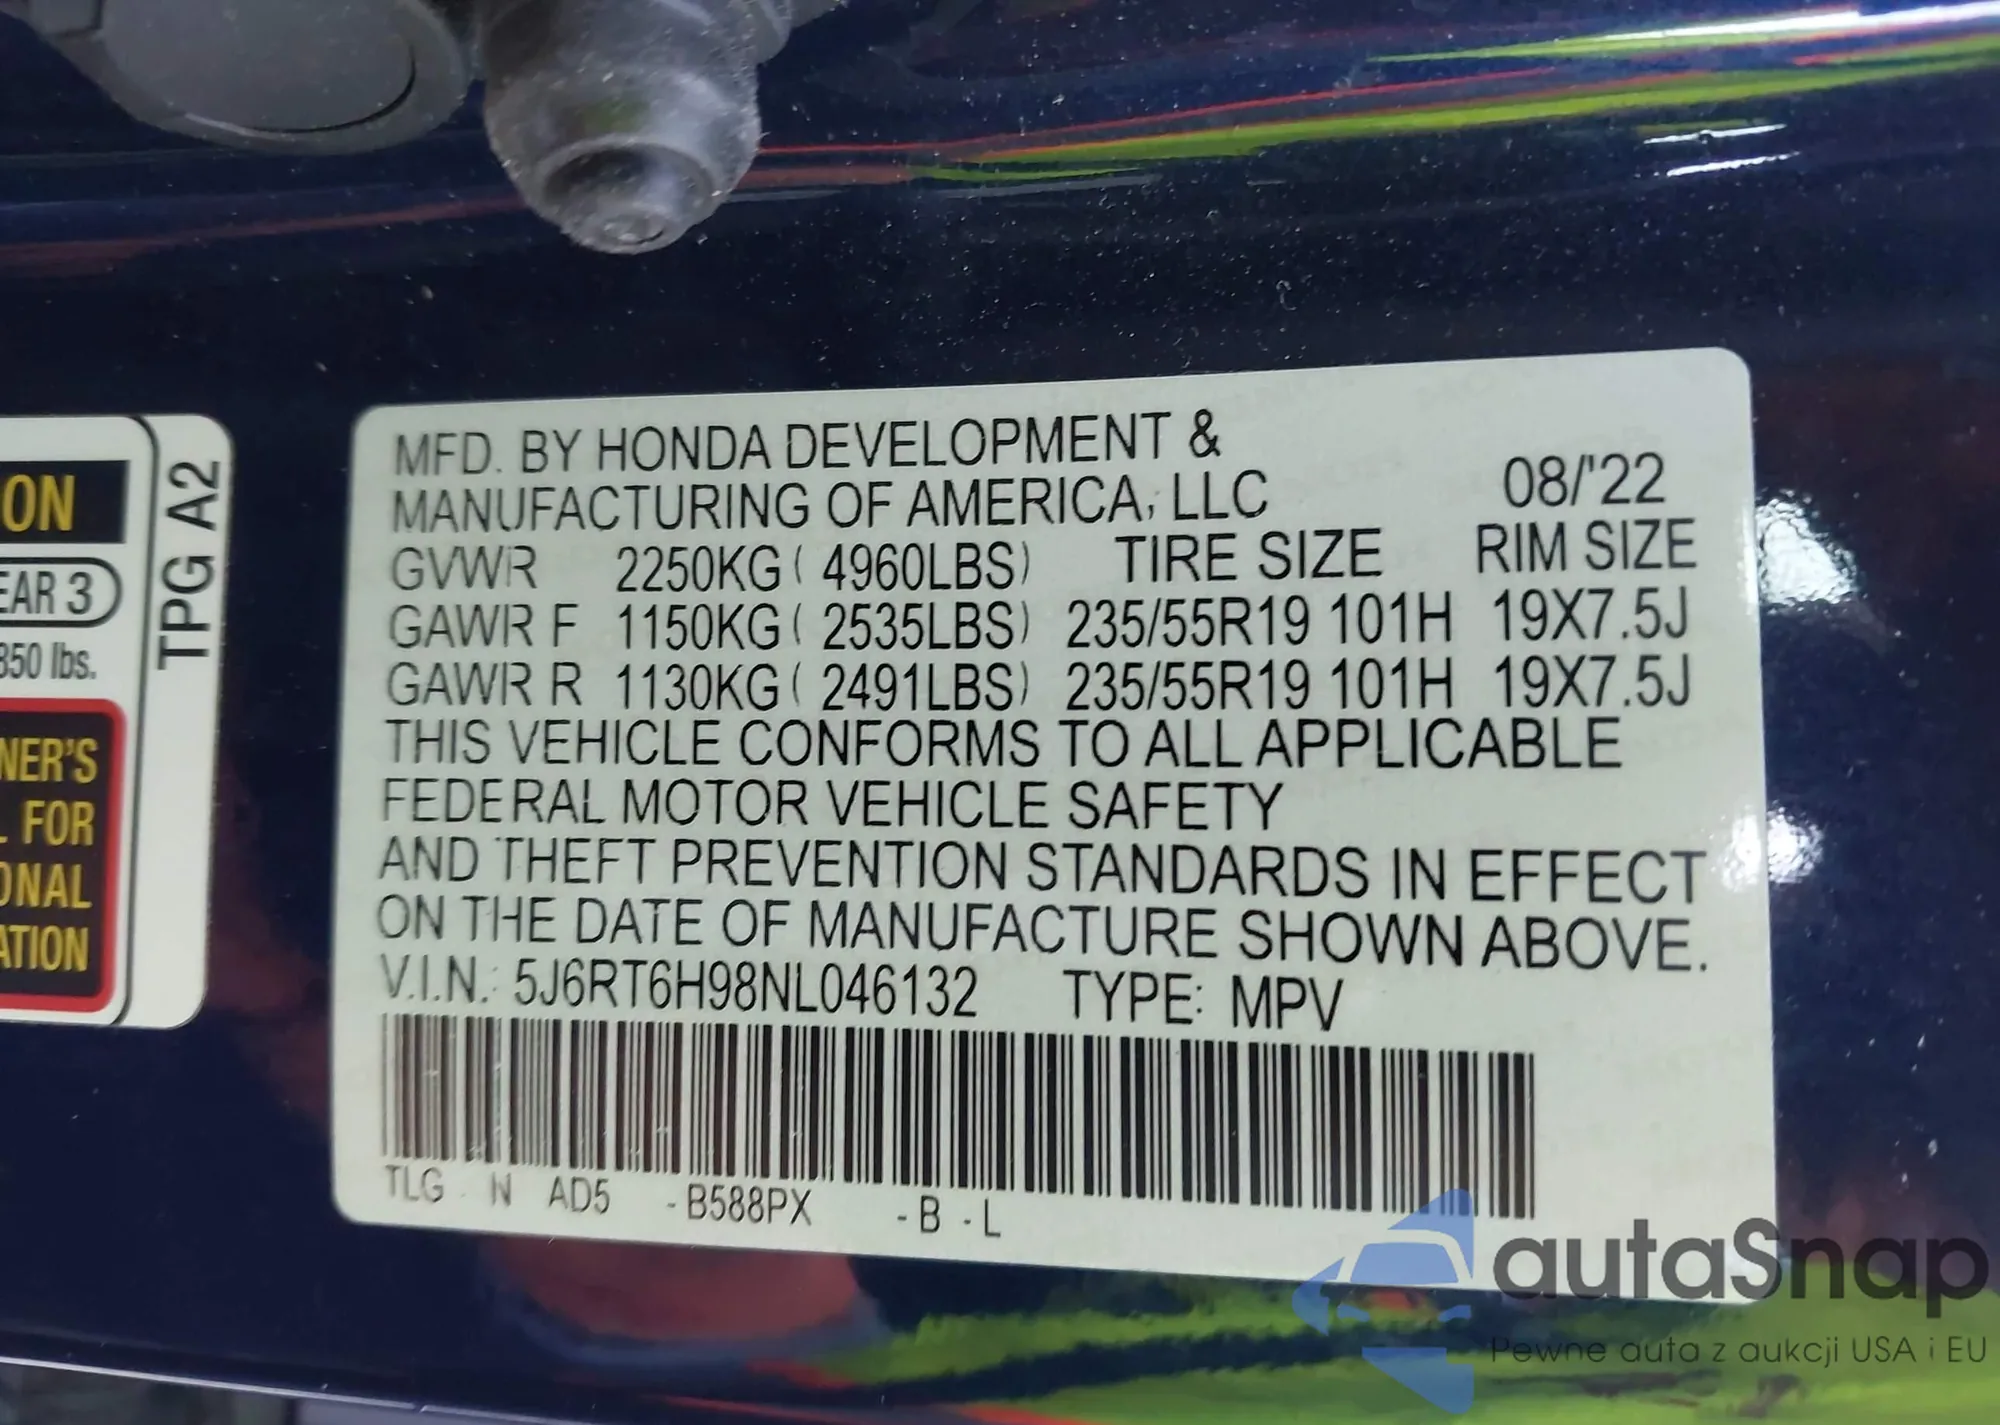 ON
EAR 3
850 lbs.
NER'S
L FOR
ONAL
ATION
TPG A2
MFD. BY HONDA DEVELOPMENT &
MANUFACTURING OF AMERICA, LLC 08/'22
GVWR 2250KG ( 4960LBS) TIRE SIZE RIM SIZE
GAWR F 1150KG ( 2535LBS) 235/55R19 101H 19X7.5J
GAWR R 1130KG ( 2491LBS) 235/55R19 101H 19X7.5J
THIS VEHICLE CONFORMS TO ALL APPLICABLE
FEDERAL MOTOR VEHICLE SAFETY
AND THEFT PREVENTION STANDARDS IN EFFECT
ON THE DATE OF MANUFACTURE SHOWN ABOVE.
V.I.N.: 5J6RT6H98NL046132 TYPE: MPV
TLG N AD5 -B588PX -B -L
autaSnap
Pewne auta z aukcji USA i EU